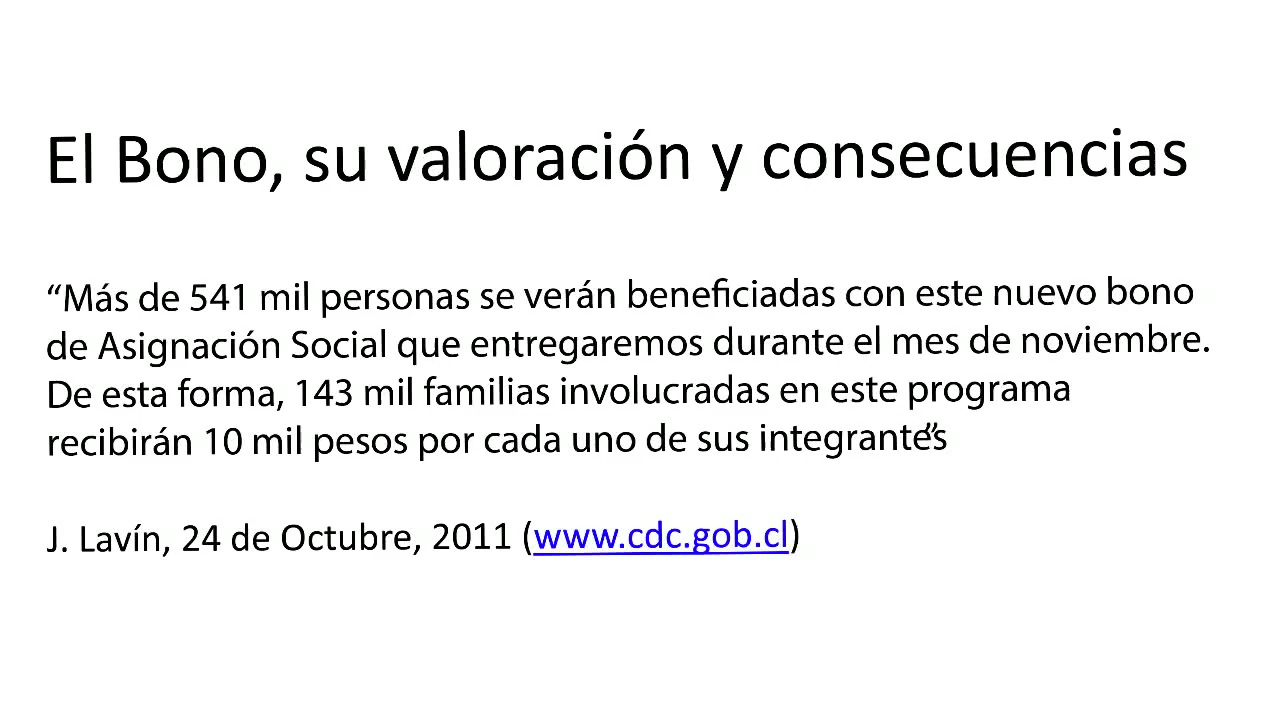 El Bono, su valoración y consecuencias
“Más de 541 mil personas se verán beneficiadas con este nuevo bono
de Asignación Social que entregaremos durante el mes de noviembre.
De esta forma, 143 mil familias involucradas en este programa
recibirán 10 mil pesos por cada uno de sus integrantes”
J. Lavín, 24 de Octubre, 2011 (www.cdc.gob.cl)